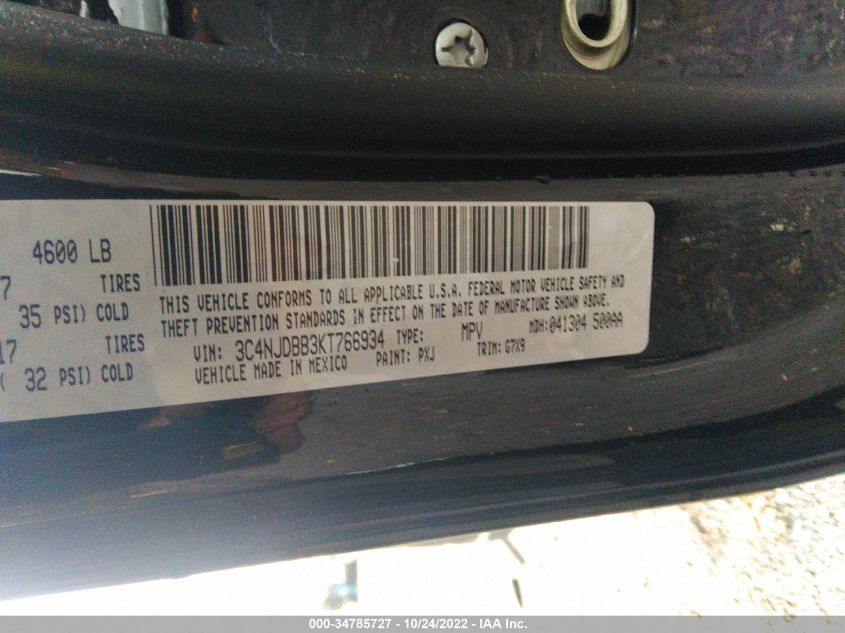 4600 LB
7 TIRES
35 PSI) COLD
17 TIRES
( 32 PSI) COLD
THIS VEHICLE CONFORMS TO ALL APPLICABLE U.S.A. FEDERAL MOTOR VEHICLE SAFETY AND
THEFT PREVENTION STANDARDS IN EFFECT ON THE DATE OF MANUFACTURE SHOWN ABOVE.
VIN: 3C4NJDBB3KT766934 TYPE: MPV MDH: 041304 500AA
VEHICLE MADE IN MEXICO PAINT: PXJ TRIM: G7X9
000-34785727 - 10/24/2022 - IAA Inc.